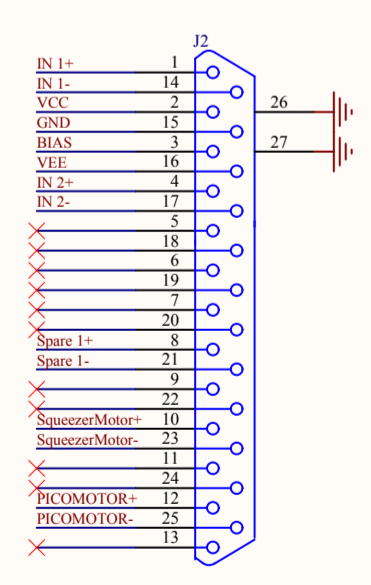 J2
IN 1+ 1
IN 1- 14
VCC 2 26
GND 15
BIAS 3 27
VEE 16
IN 2+ 4
IN 2- 17
5
18
6
19
7
20
Spare 1+ 8
Spare 1- 21
9
22
SqueezerMotor+ 10
SqueezerMotor- 23
11
24
PICOMOTOR+ 12
PICOMOTOR- 25
13